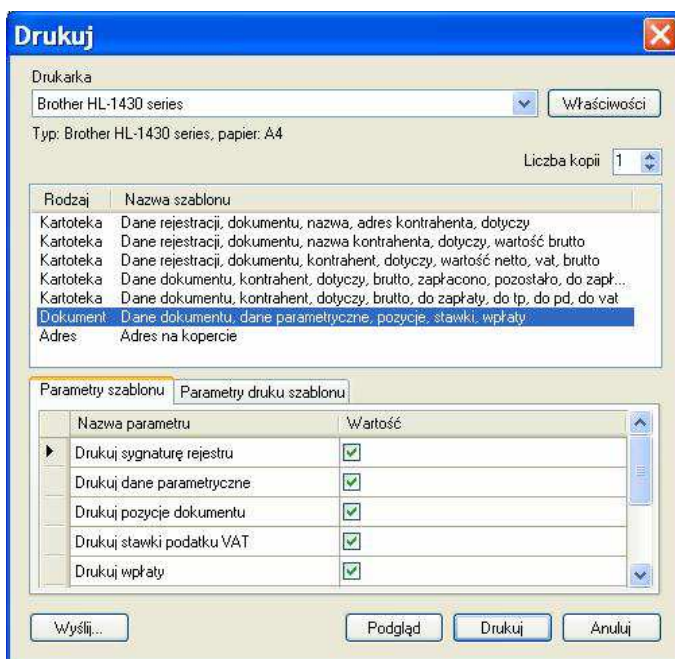 Drukuj
Drukarka
Brother HL-1430 series
Właściwości
Typ: Brother HL-1430 series, papier: A4
Liczba kopii 1
Rodzaj Nazwa szablonu
Kartoteka Dane rejestracji, dokumentu, nazwa, adres kontrahenta, dotyczy
Kartoteka Dane rejestracji, dokumentu, nazwa kontrahenta, dotyczy, wartość brutto
Kartoteka Dane rejestracji, dokumentu, kontrahent, dotyczy, wartość netto, vat, brutto
Kartoteka Dane dokumentu, kontrahent, dotyczy, brutto, zapłacono, pozostało, do zapł...
Kartoteka Dane dokumentu, kontrahent, dotyczy, brutto, do zapłaty, do tp, do pd, do vat
Dokument Dane dokumentu, dane parametryczne, pozycje, stawki, wpłaty
Adres Adres na kopercie
Parametry szablonu Parametry druku szablonu
Nazwa parametru Wartość
Drukuj sygnaturę rejestru
Drukuj dane parametryczne
Drukuj pozycje dokumentu
Drukuj stawki podatku VAT
Drukuj wpłaty
Wyślij... Podgląd Drukuj Anuluj